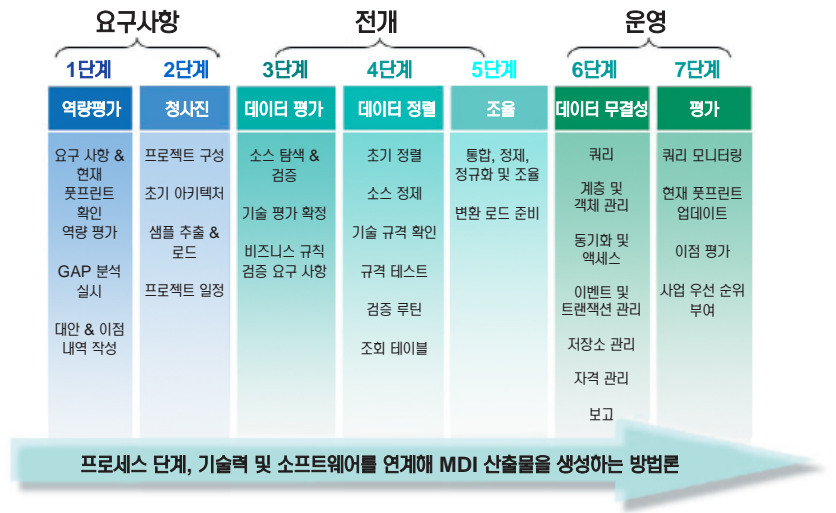 요구사항
전개
운영
1단계
2단계
3단계
4단계
5단계
6단계
7단계
역량평가
청사진
데이터 평가
데이터 정렬
조율
데이터 무결성
평가
요구 사항 &
현재
풋프린트
확인
역량 평가
GAP 분석
실시
대안 & 이점
내역 작성
프로젝트 구성
초기 아키텍처
샘플 추출 &
로드
프로젝트 일정
소스 탐색 &
검증
기술 평가 확정
비즈니스 규칙
검증 요구 사항
초기 정렬
소스 정제
기술 규격 확인
규격 테스트
검증 루틴
조회 테이블
통합, 정제,
정규화 및 조율
변환 로드 준비
쿼리
계층 및
객체 관리
동기화 및
액세스
이벤트 및
트랜잭션 관리
저장소 관리
자격 관리
보고
쿼리 모니터링
현재 풋프린트
업데이트
이점 평가
사업 우선 순위
부여
프로세스 단계, 기술력 및 소프트웨어를 연계해 MDI 산출물을 생성하는 방법론